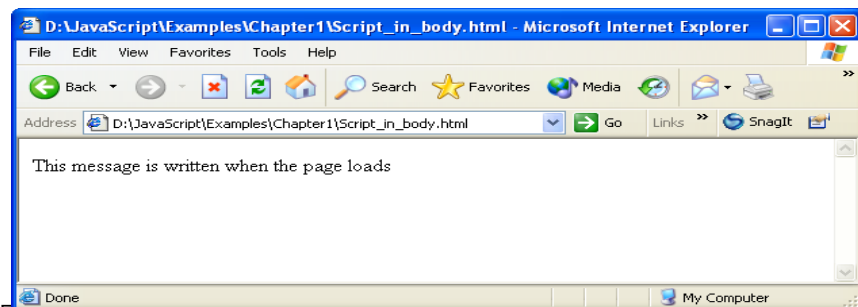 D:\JavaScript\Examples\Chapter1\Script_in_body.html - Microsoft Internet Explorer
File Edit View Favorites Tools Help
Back Search Favorites Media »
Address D:\JavaScript\Examples\Chapter1\Script_in_body.html Go Links » SnagIt
This message is written when the page loads
Done My Computer